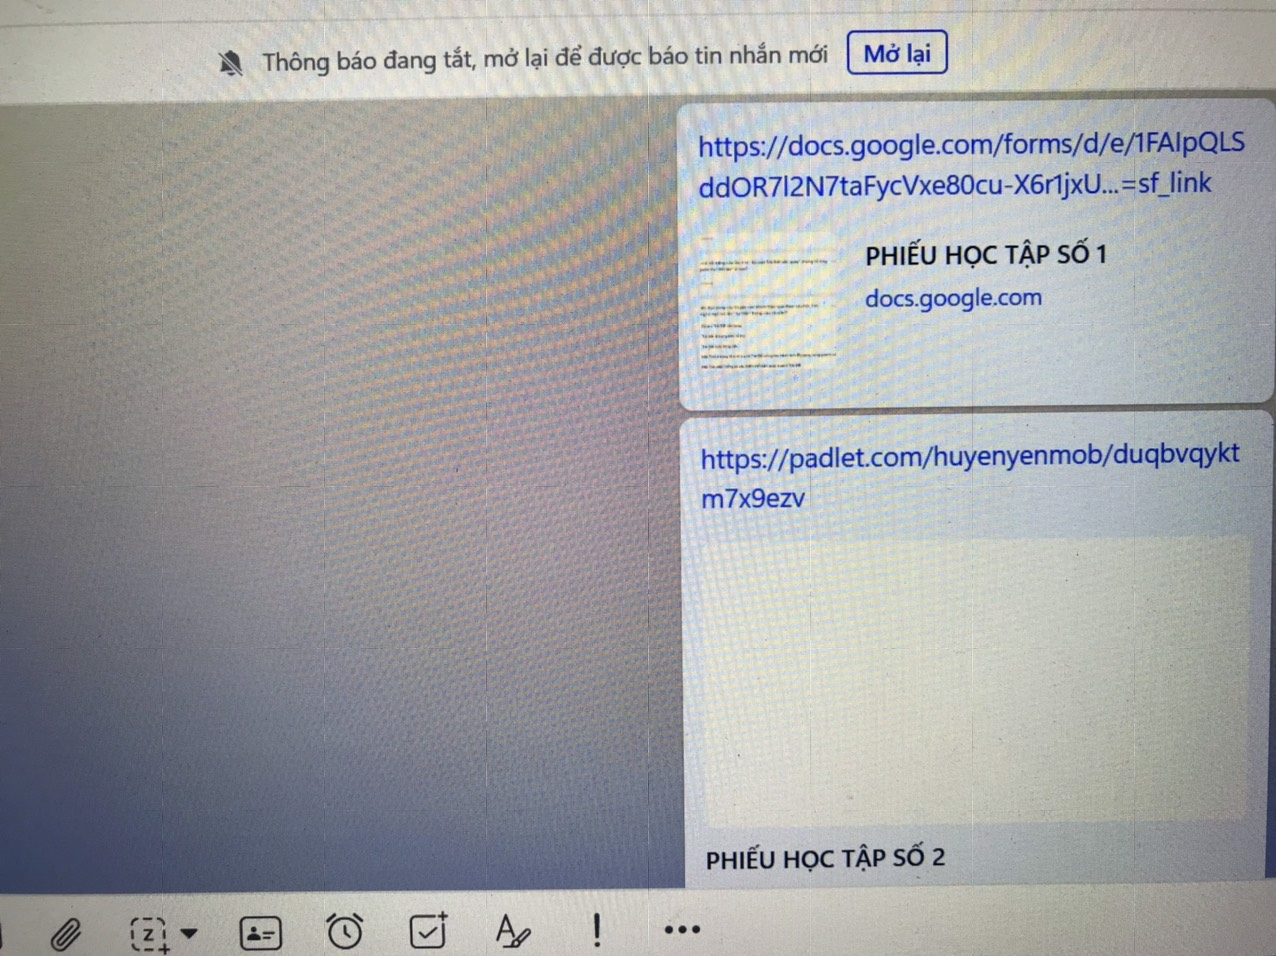 Thông báo đang tắt, mở lại để được báo tin nhắn mới Mở lại
https://docs.google.com/forms/d/e/1FAIpQLS
ddOR7l2N7taFycVxe80cu-X6r1jxU...=sf_link
PHIẾU HỌC TẬP SỐ 1
docs.google.com
https://padlet.com/huyenyenmob/duqbvqykt
m7x9ezv
PHIẾU HỌC TẬP SỐ 2